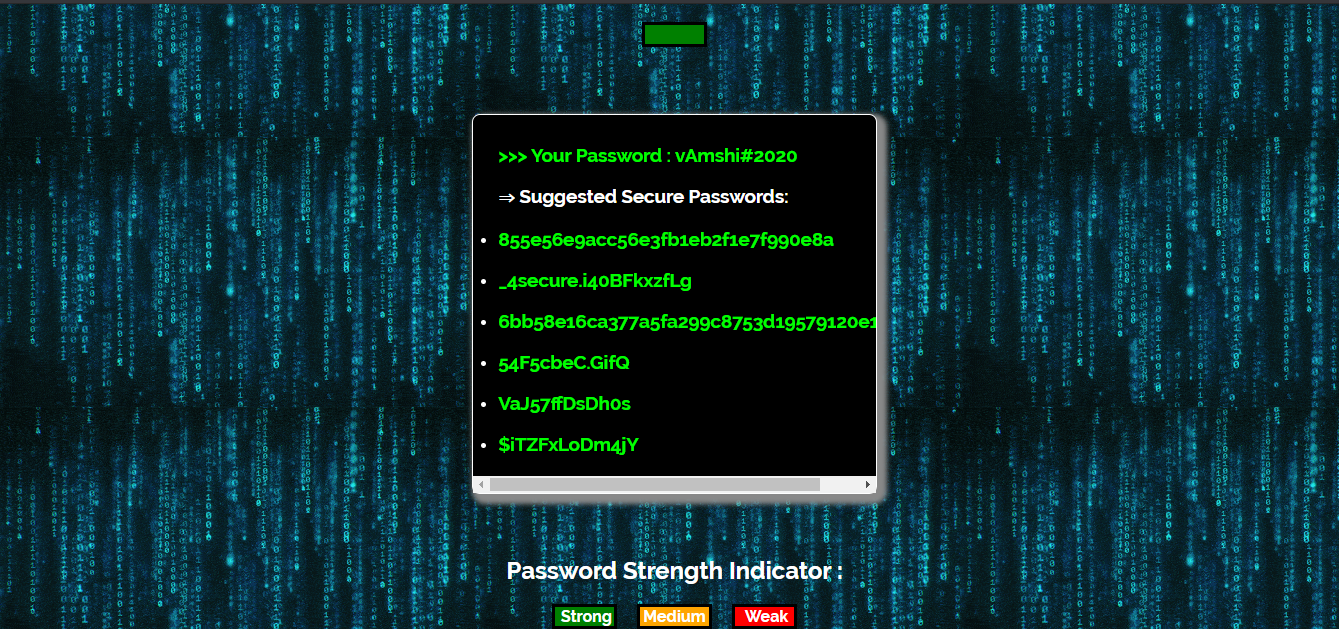 >>> Your Password : vAmshi#2020
⇒ Suggested Secure Passwords:
• 855e56e9acc56e3fb1eb2f1e7f990e8a
• _4secure.i40BFkxzfLg
• 6bb58e16ca377a5fa299c8753d19579120e1
• 54F5cbeC.GifQ
• VaJ57ffDsDh0s
• $iTZFxLoDm4jY
Password Strength Indicator :
Strong Medium Weak